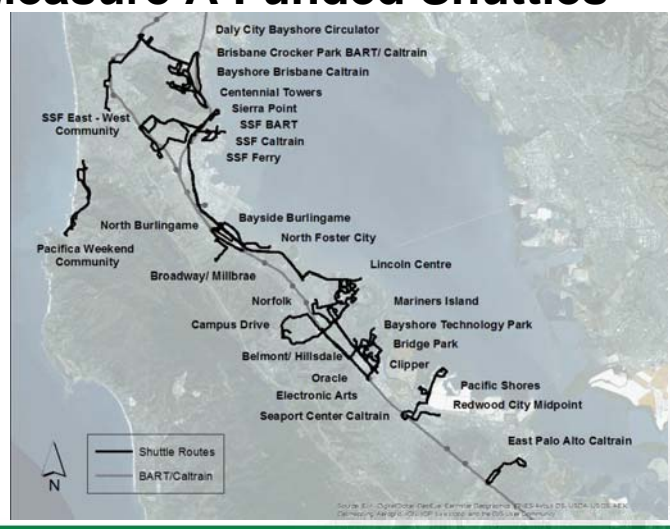 Measure A Funded Shuttles
Daly City Bayshore Circulator
Brisbane Crocker Park BART/ Caltrain
Bayshore Brisbane Caltrain
Centennial Towers
Sierra Point
SSF East - West
Community
SSF BART
SSF Caltrain
SSF Ferry
North Burlingame
Bayside Burlingame
North Foster City
Pacifica Weekend
Community
Broadway/ Millbrae
Lincoln Centre
Norfolk
Mariners Island
Campus Drive
Bayshore Technology Park
Bridge Park
Belmont/ Hillsdale
Clipper
Oracle
Pacific Shores
Electronic Arts
Redwood City Midpoint
Seaport Center Caltrain
East Palo Alto Caltrain
Shuttle Routes
BART/Caltrain
N